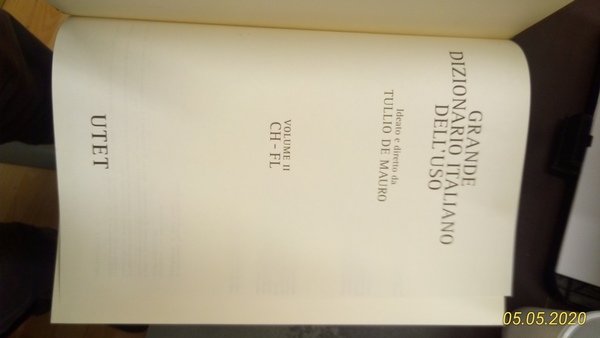 GRANDE
DIZIONARIO ITALIANO
DELL'USO
Ideato e diretto da
TULLIO DE MAURO
VOLUME II
CH – FL
UTET
05.05.2020